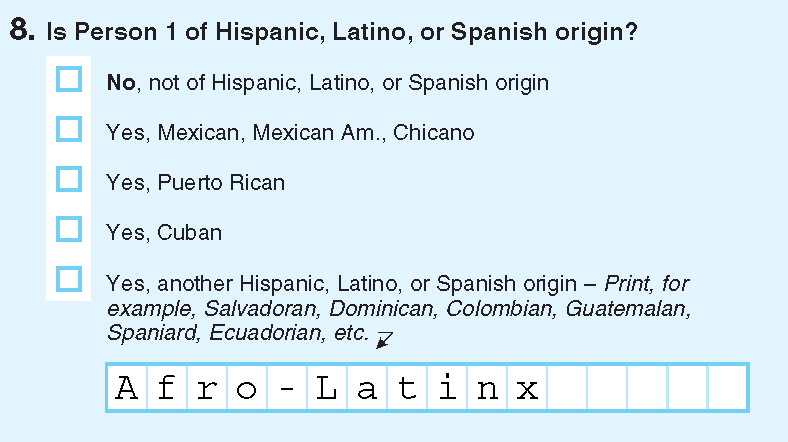 8. Is Person 1 of Hispanic, Latino, or Spanish origin?
No, not of Hispanic, Latino, or Spanish origin
Yes, Mexican, Mexican Am., Chicano
Yes, Puerto Rican
Yes, Cuban
Yes, another Hispanic, Latino, or Spanish origin – Print, for
example, Salvadoran, Dominican, Colombian, Guatemalan,
Spaniard, Ecuadorian, etc.
Afro-Latinx